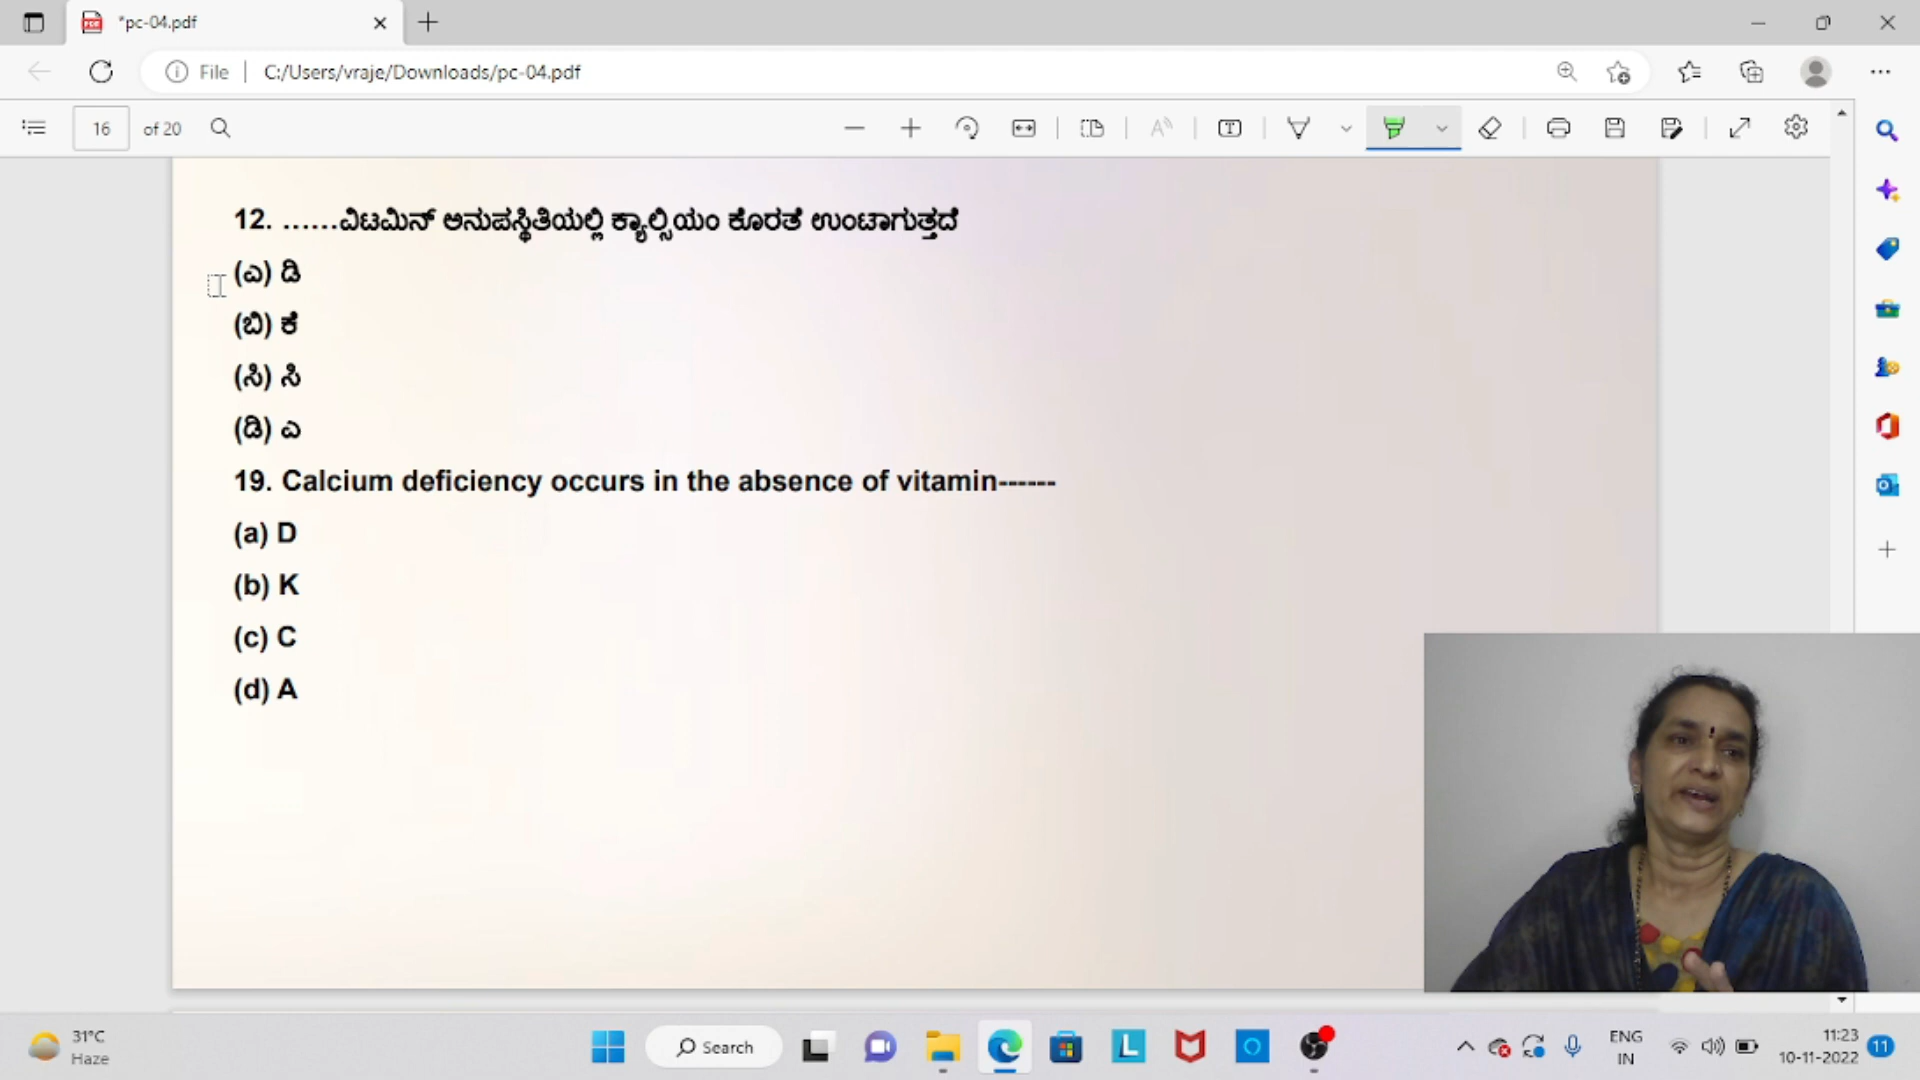 *pc-04.pdf
File
C:/Users/vraje/Downloads/pc-04.pdf
16 of 20
12. ......ವಿಟಮಿನ್ ಅನುಪಸ್ಥಿತಿಯಲ್ಲಿ ಕ್ಯಾಲ್ಸಿಯಂ ಕೊರತೆ ಉಂಟಾಗುತ್ತದೆ
(ಎ) ಡಿ
(ಬಿ) ಕೆ
(ಸಿ) ಸಿ
(ಡಿ) ಎ
19. Calcium deficiency occurs in the absence of vitamin------
(a) D
(b) K
(c) C
(d) A
31°C
Haze
Search
ENG
IN
11:23
10-11-2022
11